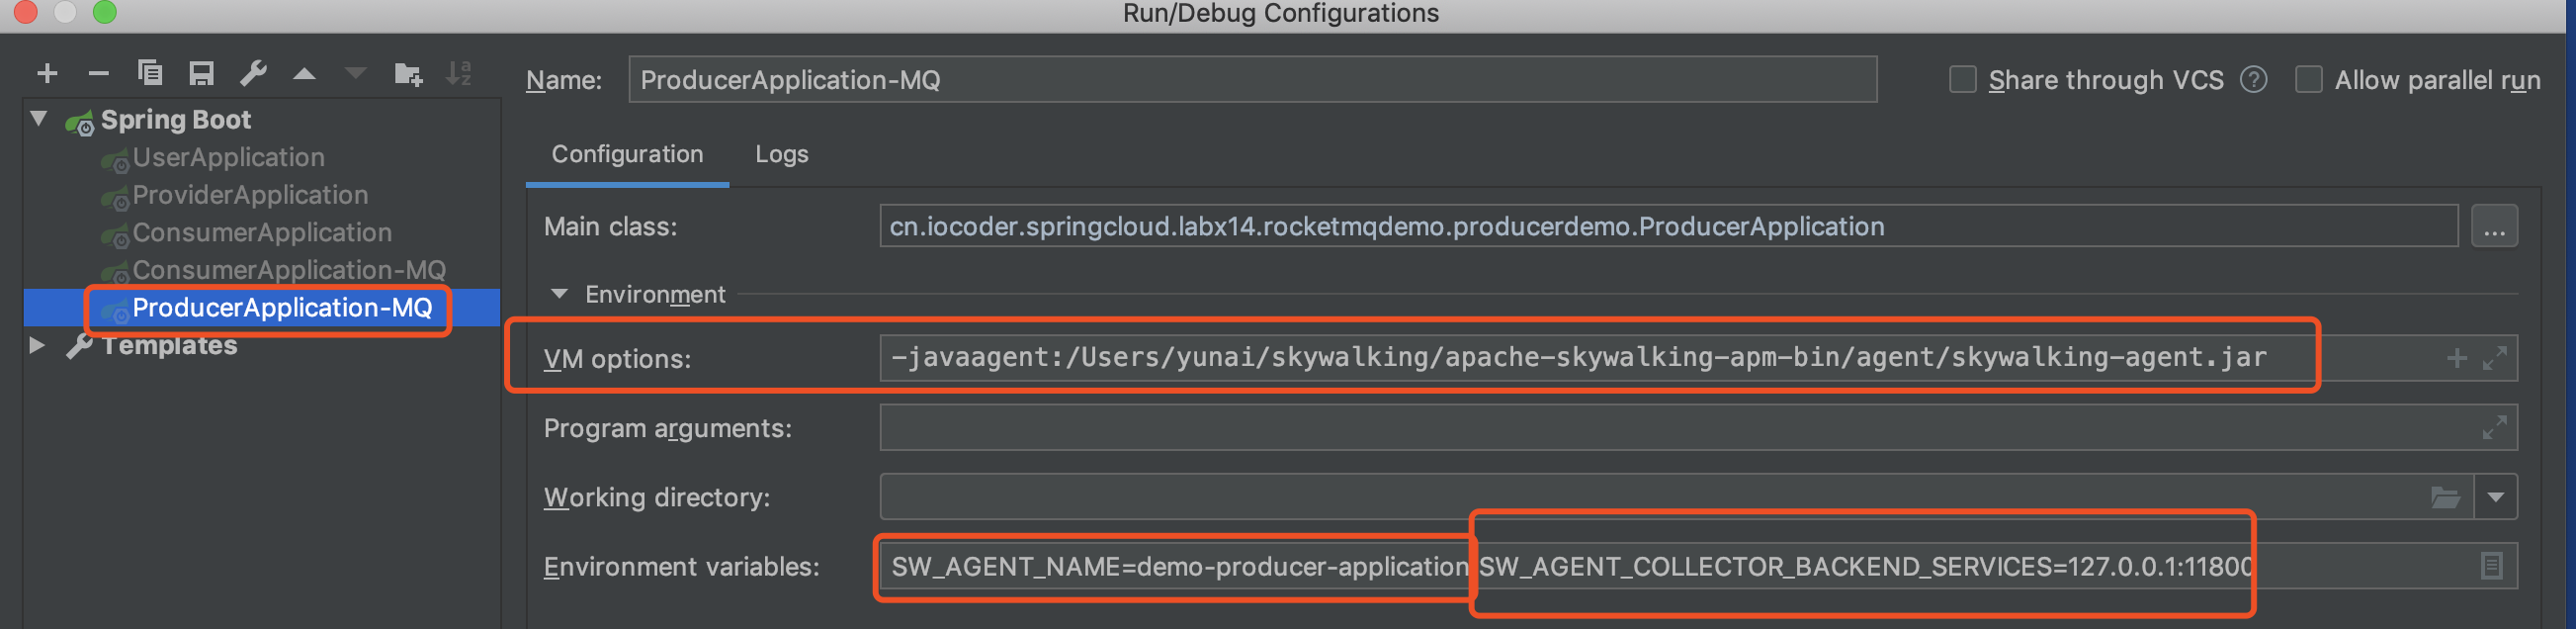 Run/Debug Configurations
Name: ProducerApplication-MQ
Share through VCS ?
Allow parallel run
Spring Boot
UserApplication
ProviderApplication
ConsumerApplication
ConsumerApplication-MQ
ProducerApplication-MQ
Templates
Configuration Logs
Main class: cn.iocoder.springcloud.labx14.rocketmqdemo.producerdemo.ProducerApplication ...
Environment
VM options: -javaagent:/Users/yunai/skywalking/apache-skywalking-apm-bin/agent/skywalking-agent.jar
Program arguments:
Working directory:
Environment variables: SW_AGENT_NAME=demo-producer-application SW_AGENT_COLLECTOR_BACKEND_SERVICES=127.0.0.1:11800